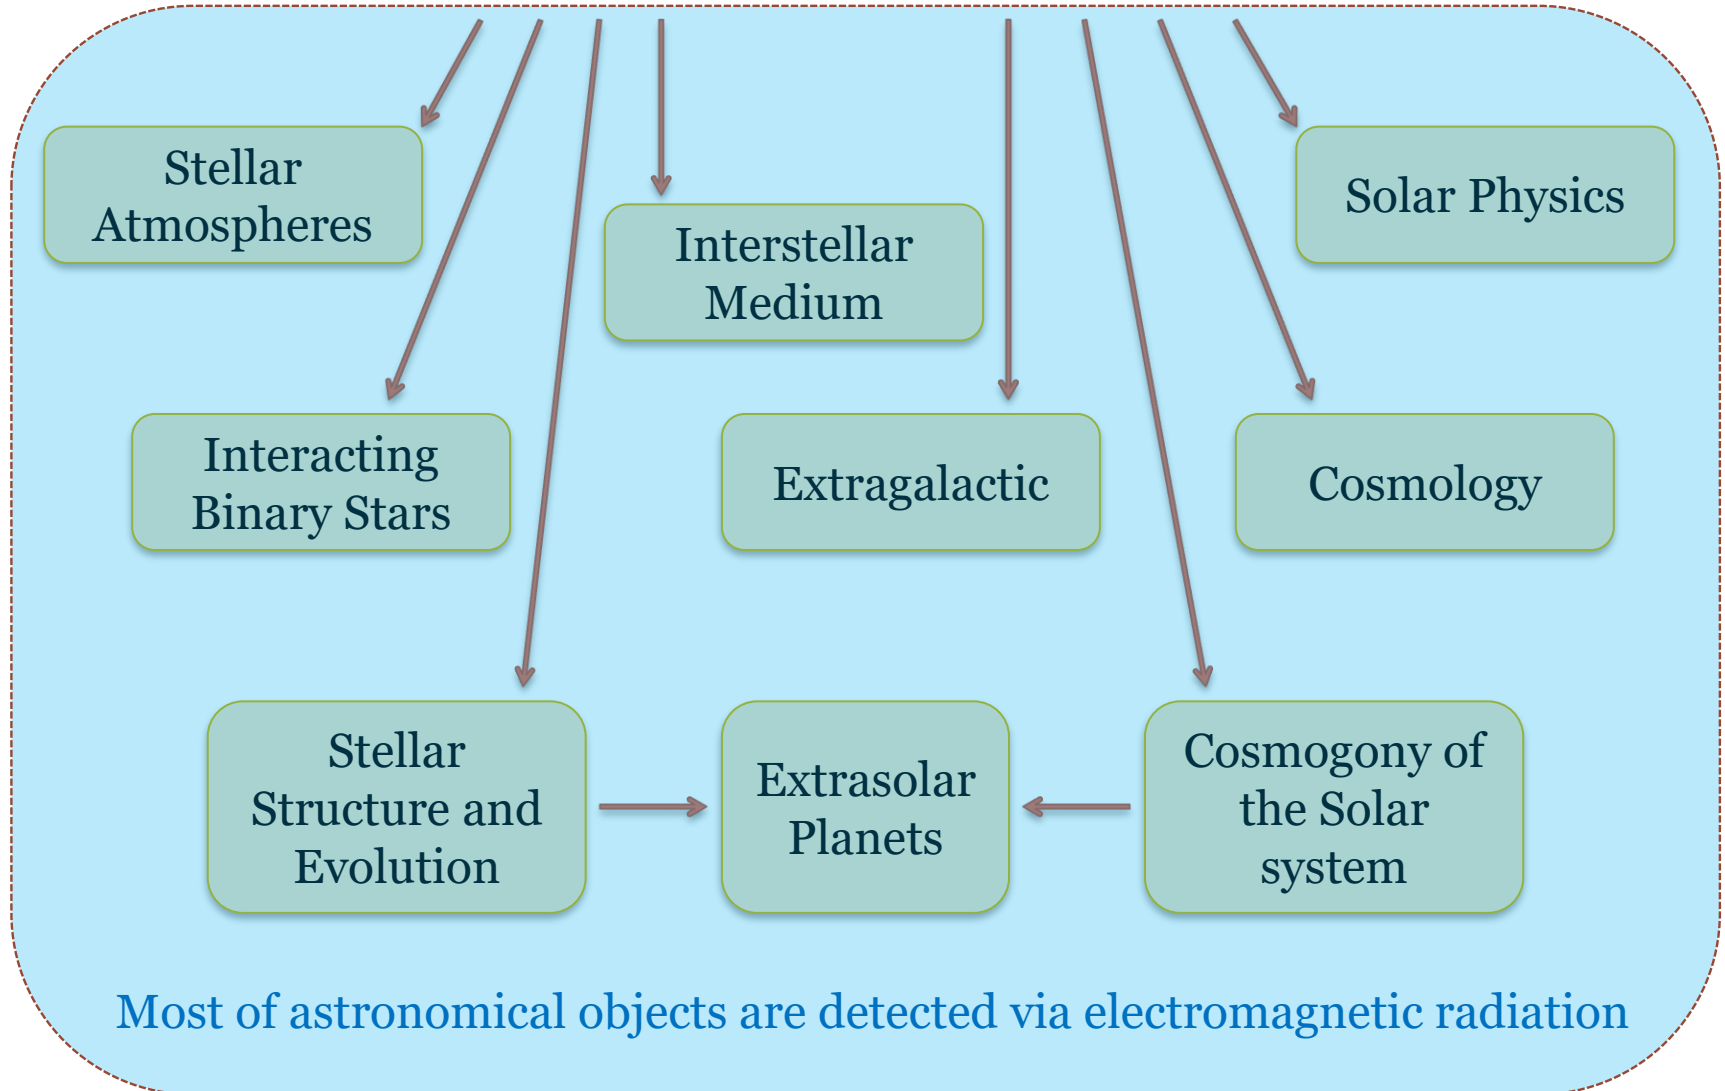 Stellar
Atmospheres
Solar Physics
Interstellar
Medium
Interacting
Binary Stars
Extragalactic
Cosmology
Stellar
Structure and
Evolution
Extrasolar
Planets
Cosmogony of
the Solar
system
Most of astronomical objects are detected via electromagnetic radiation